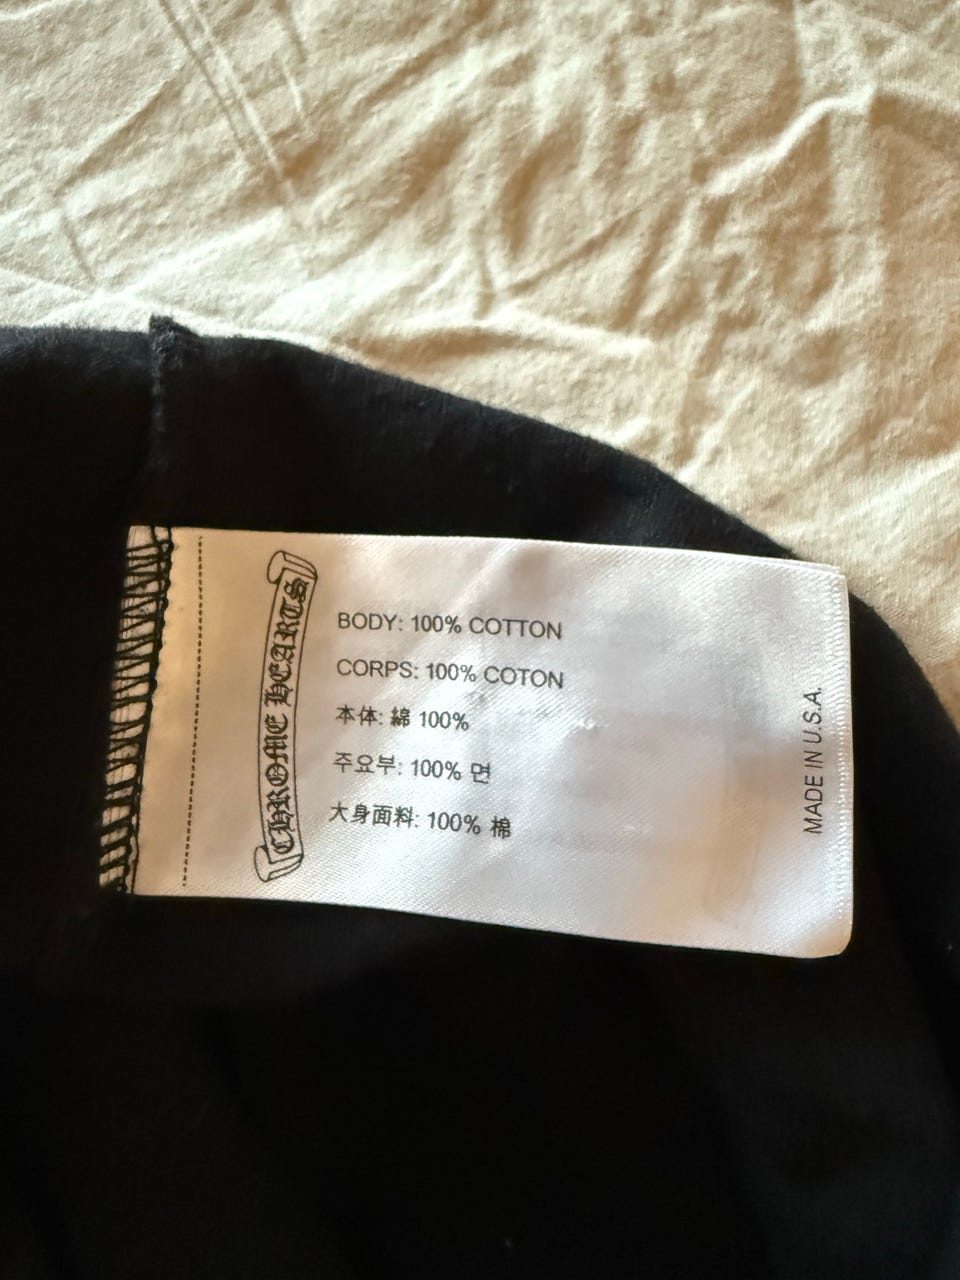 CHROME HEARTS
BODY: 100% COTTON
CORPS: 100% COTON
本体: 綿 100%
주요부: 100% 면
大身面料: 100% 棉
MADE IN U.S.A.